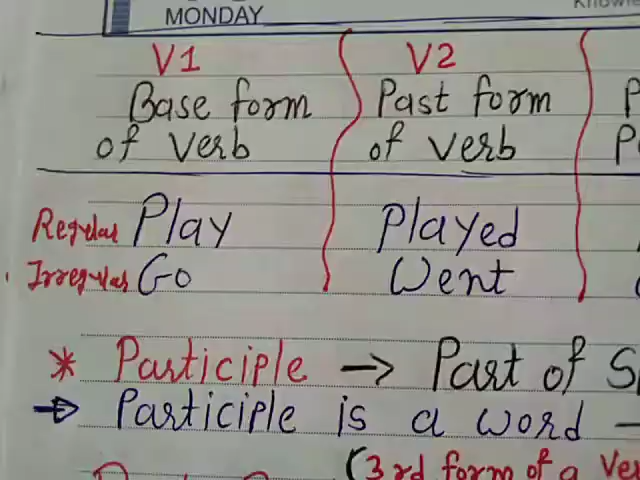 MONDAY
V1 V2
Base form Past form
of Verb of Verb
Regular Play Played
Irregular Go Went
* Participle → Part of
⇒ Participle is a word –
(3rd form of a Ver